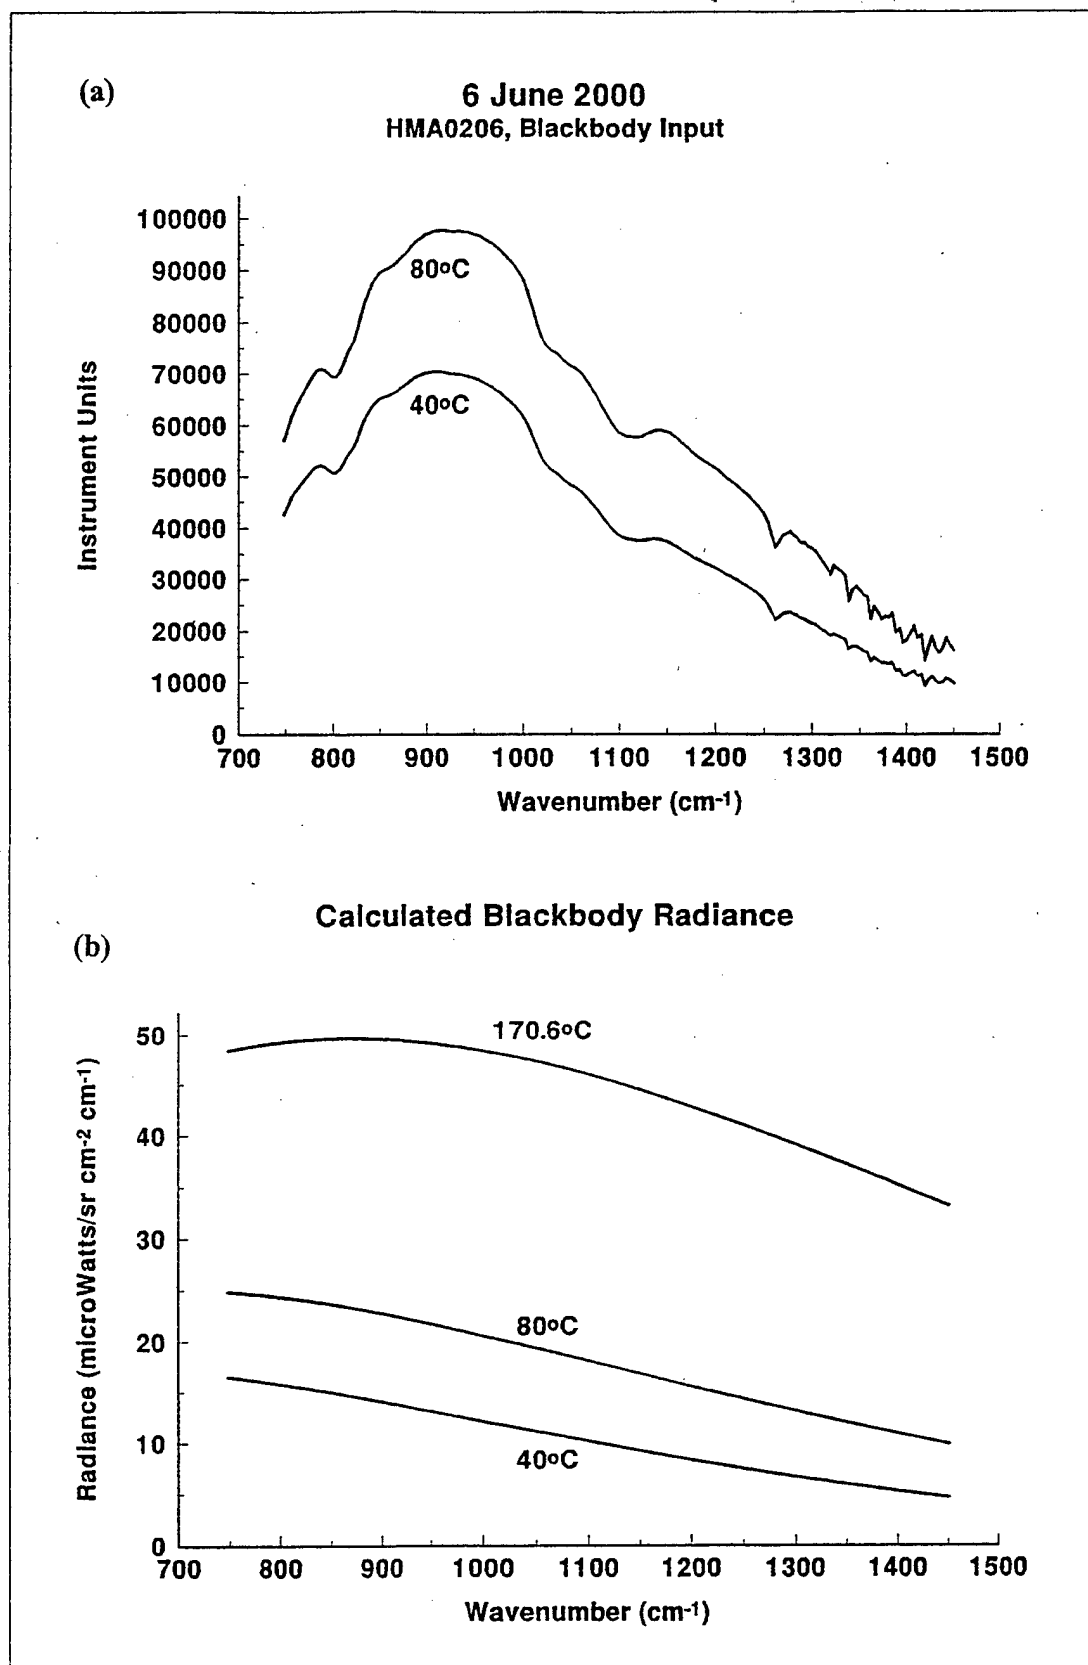 (a)
6 June 2000
HMA0206, Blackbody Input
100000
90000
80000
70000
60000
50000
40000
30000
20000
10000
0
80oC
40oC
Instrument Units
700 800 900 1000 1100 1200 1300 1400 1500
Wavenumber (cm-1)
Calculated Blackbody Radiance
(b)
50
40
30
20
10
0
170.6oC
80oC
40oC
Radiance (microWatts/sr cm-2 cm-1)
700 800 900 1000 1100 1200 1300 1400 1500
Wavenumber (cm-1)